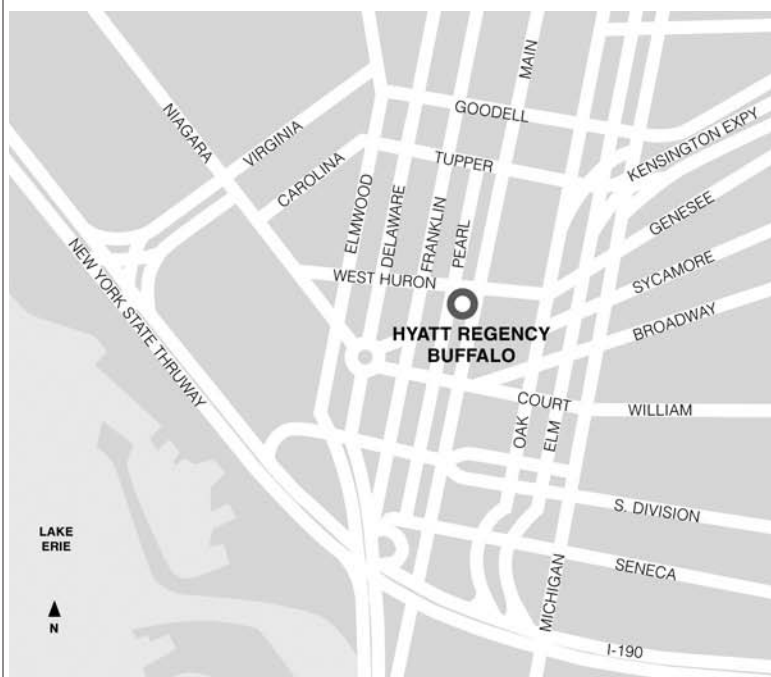 MAIN
GOODELL
NIAGARA
VIRGINIA
KENSINGTON EXPY
TUPPER
CAROLINA
GENESEE
ELMWOOD
DELAWARE
FRANKLIN
PEARL
SYCAMORE
WEST HURON
NEW YORK STATE THRUWAY
BROADWAY
HYATT REGENCY
BUFFALO
COURT
WILLIAM
OAK
ELM
S. DIVISION
LAKE
ERIE
SENECA
MICHIGAN
N
I-190